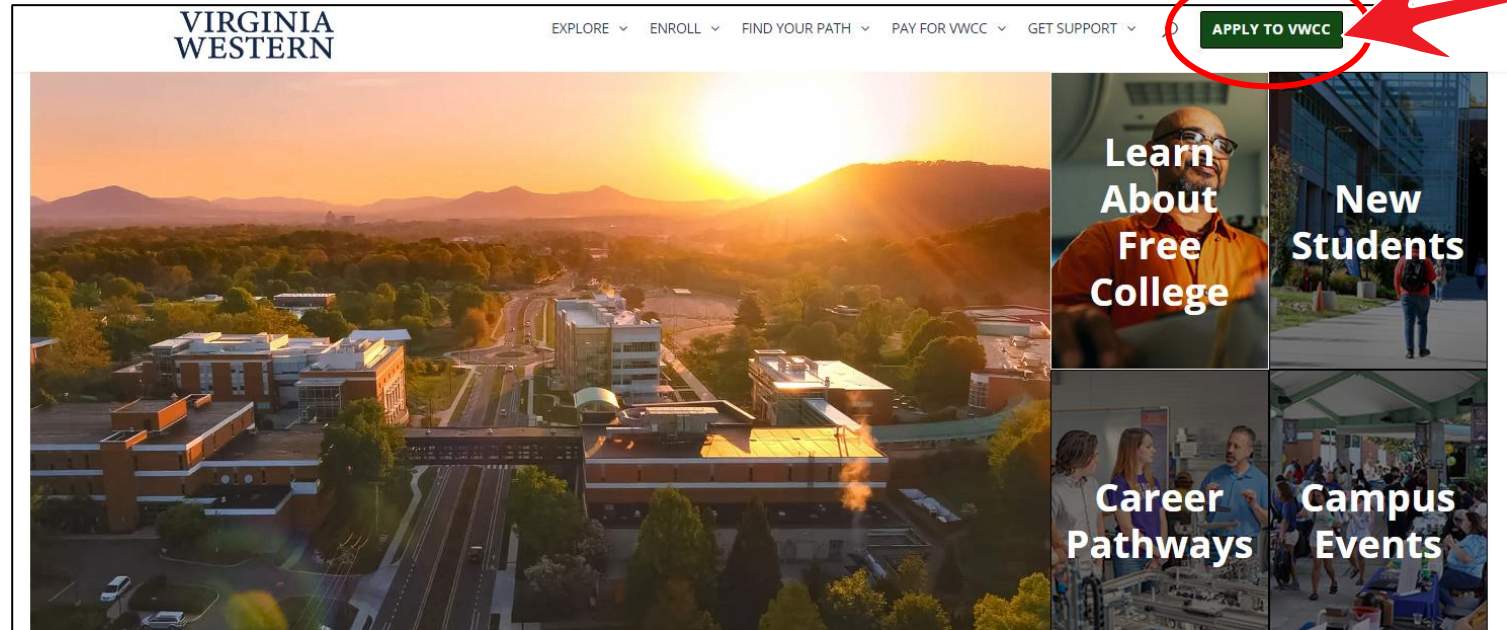 VIRGINIA
WESTERN
EXPLORE ENROLL FIND YOUR PATH PAY FOR VWCC GET SUPPORT APPLY TO VWCC
Learn
About
Free
College
New
Students
Career
Pathways
Campus
Events